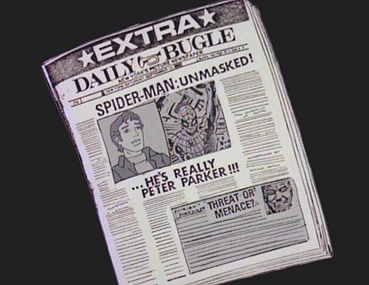 ★EXTRA★
DAILY BUGLE
SPIDER-MAN: UNMASKED!
...HE'S REALLY
PETER PARKER!!!
THREAT OR
MENACE?